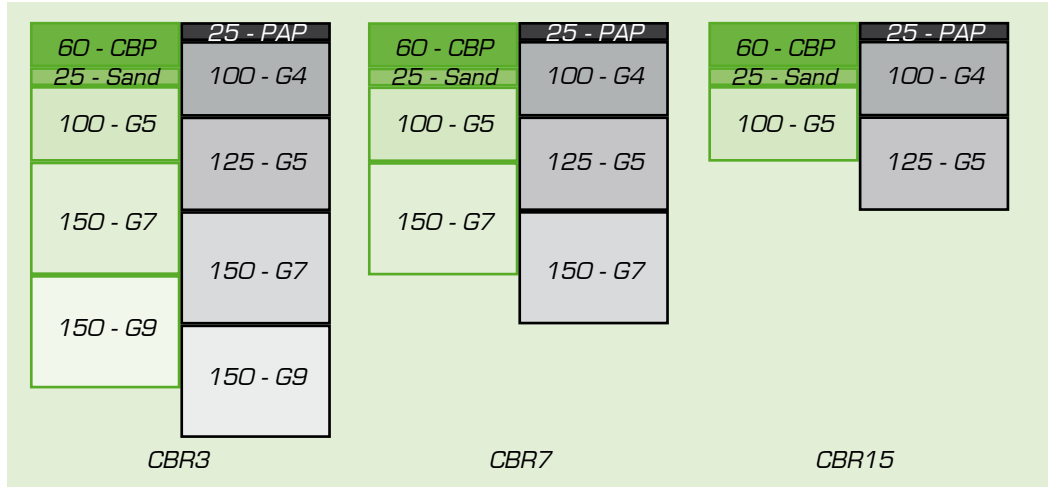 60 - CBP
25 - Sand
100 - G5
150 - G7
150 - G9
25 - PAP
100 - G4
125 - G5
150 - G7
150 - G9
CBR3
60 - CBP
25 - Sand
100 - G5
150 - G7
25 - PAP
100 - G4
125 - G5
150 - G7
CBR7
60 - CBP
25 - Sand
100 - G5
25 - PAP
100 - G4
125 - G5
CBR15